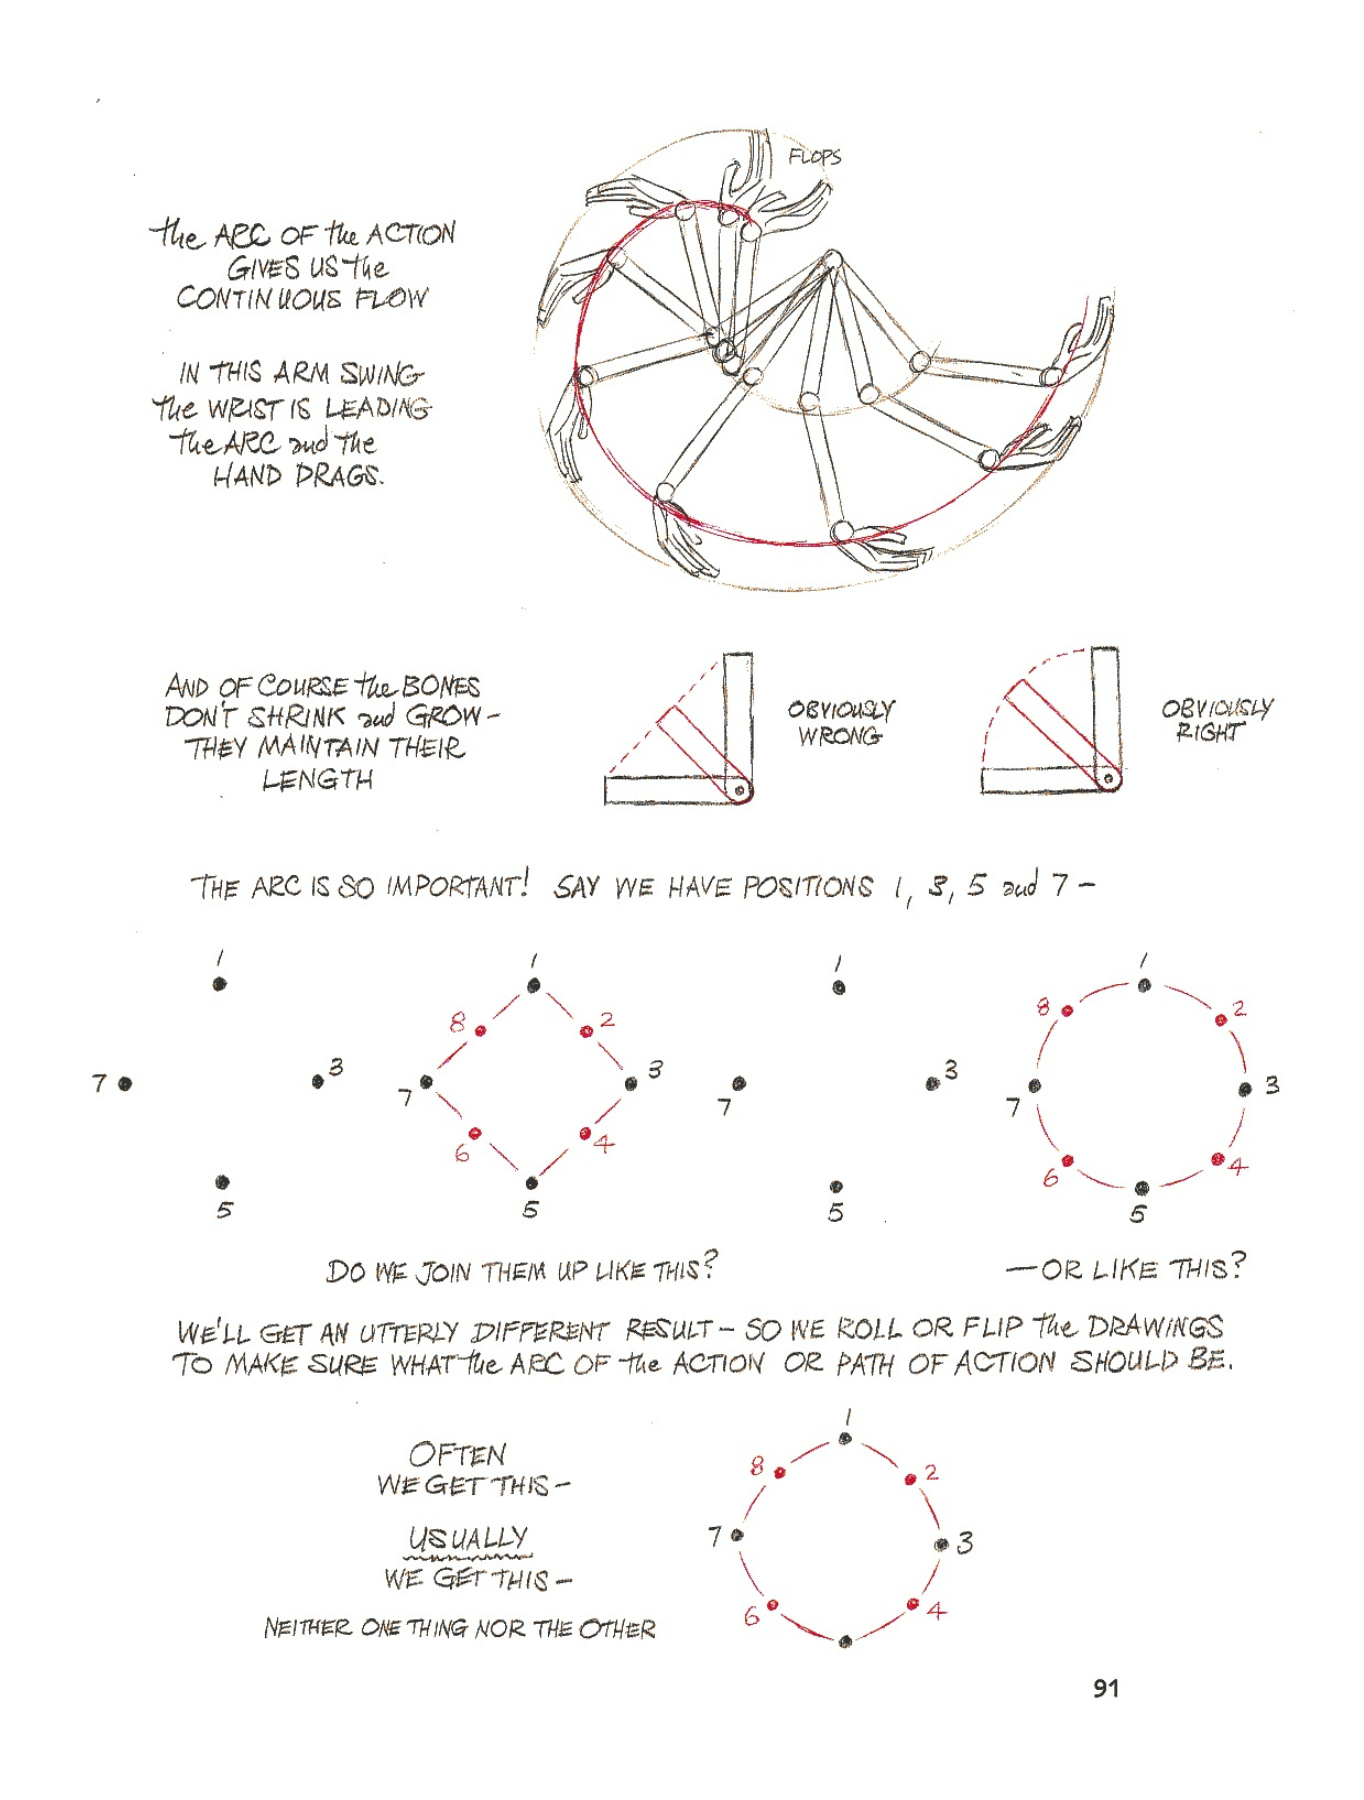 FLOPS
the ARC OF the ACTION
GIVES US the
CONTINUOUS FLOW
IN THIS ARM SWING
the WRIST IS LEADING
the ARC and the
HAND DRAGS.
AND OF COURSE the BONES
DON'T SHRINK and GROW -
THEY MAINTAIN THEIR
LENGTH
OBVIOUSLY
WRONG
OBVIOUSLY
RIGHT
THE ARC IS SO IMPORTANT! SAY WE HAVE POSITIONS 1, 3, 5 and 7 -
1
7
3
5
1
8
2
7
3
6
4
5
1
7
3
5
1
8
2
7
3
6
4
5
DO WE JOIN THEM UP LIKE THIS?
—OR LIKE THIS?
WE'LL GET AN UTTERLY DIFFERENT RESULT - SO WE ROLL OR FLIP the DRAWINGS
TO MAKE SURE WHAT the ARC OF the ACTION OR PATH OF ACTION SHOULD BE.
OFTEN
WE GET THIS -
USUALLY
WE GET THIS -
NEITHER ONE THING NOR THE OTHER
1
8
2
7
3
6
4
91